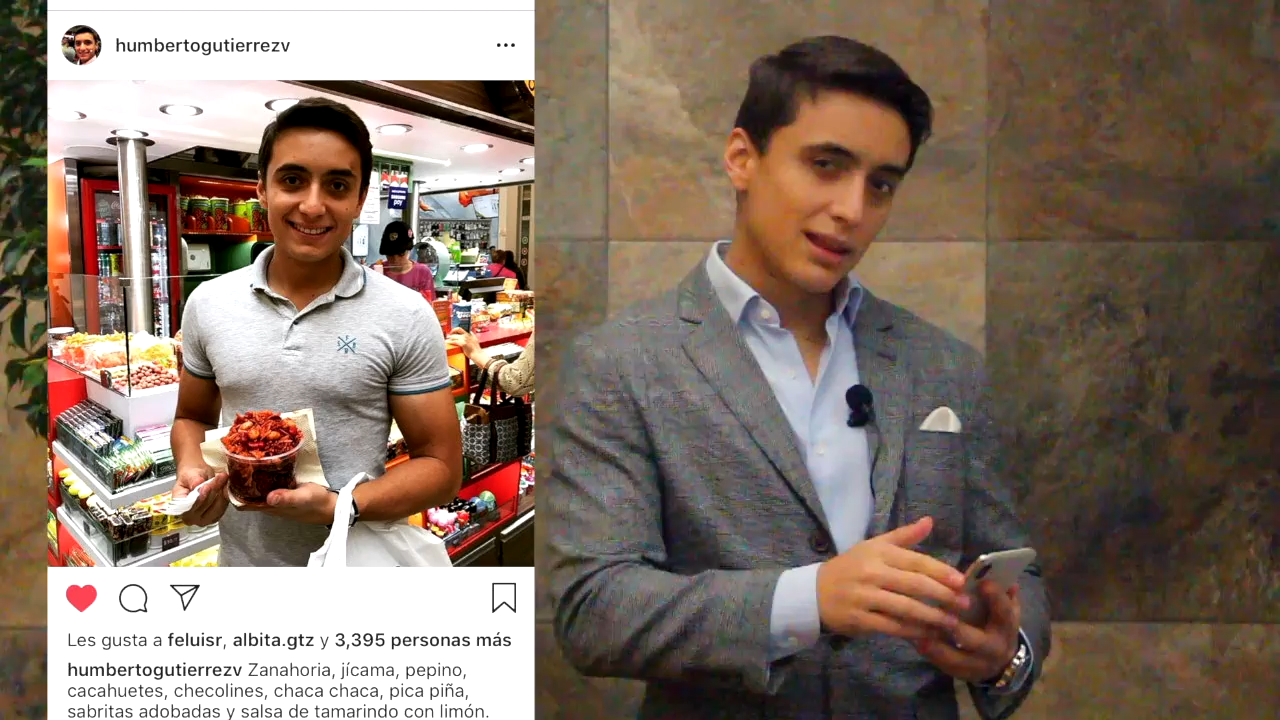 humbertogutierrezv
pay
Les gusta a feluisr, albita.gtz y 3,395 personas más
humbertogutierrezv Zanahoria, jícama, pepino,
cacahuetes, checolines, chaca chaca, pica piña,
sabritas adobadas y salsa de tamarindo con limón.